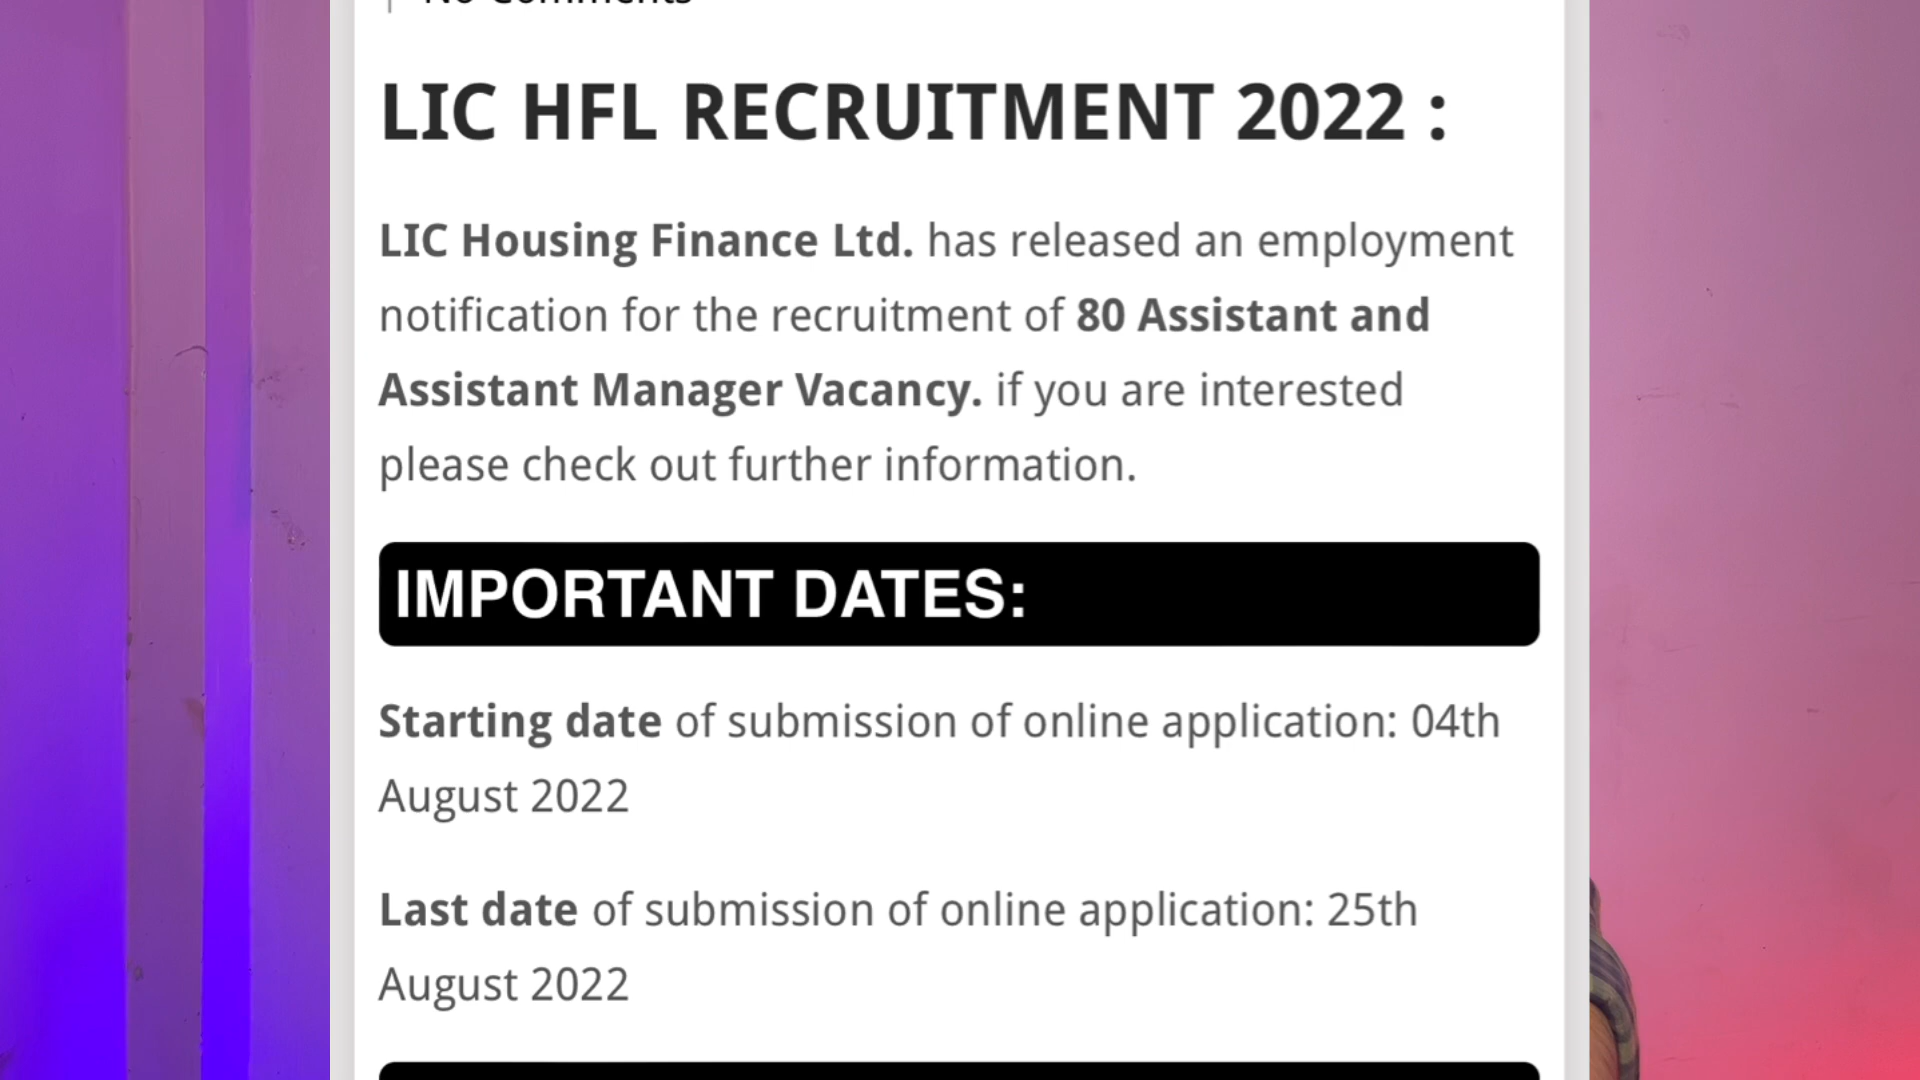 No Comments
LIC HFL RECRUITMENT 2022 :
LIC Housing Finance Ltd. has released an employment
notification for the recruitment of 80 Assistant and
Assistant Manager Vacancy. if you are interested
please check out further information.
IMPORTANT DATES:
Starting date of submission of online application: 04th
August 2022
Last date of submission of online application: 25th
August 2022